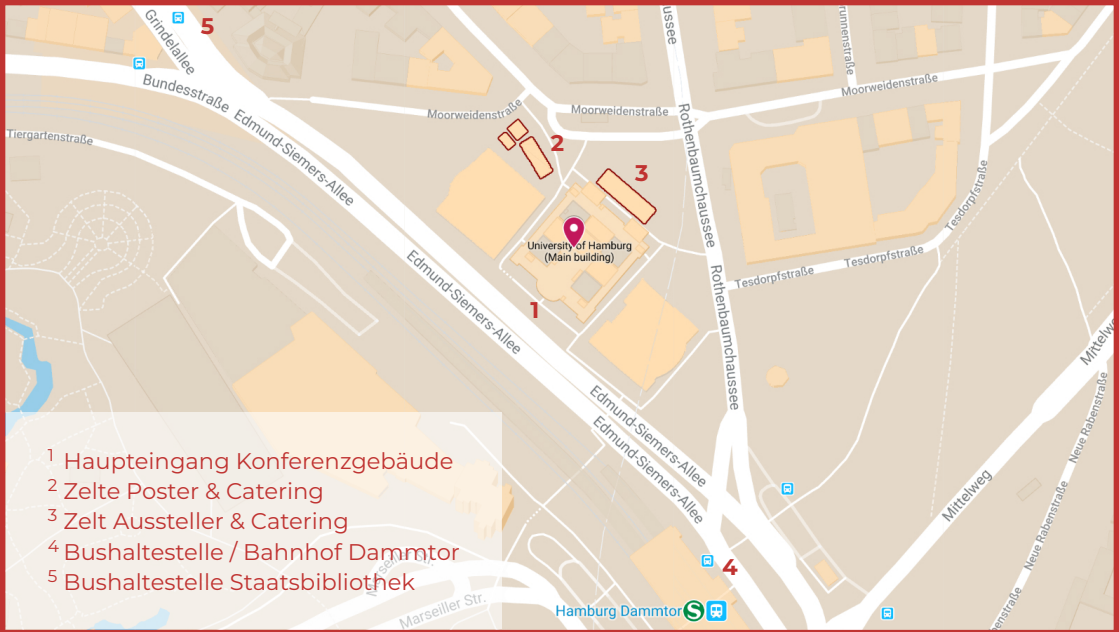 Grindelallee
5
Bundesstraße
Edmund-Siemers-Allee
Tiergartenstraße
Moorweidenstraße
Moorweidenstraße
Moorweidenstraße
ussee
runnenstraße
Rothenbaumchaussee
2
3
University of Hamburg
(Main building)
1
Edmund-Siemers-Allee
Rothenbaumchaussee
Tesdorpfstraße
Tesdorpfstraße
Tesdorpfstraße
Mittelweg
Neue Rabenstraße
Edmund-Siemers-Allee
Edmund-Siemers-Allee
Mittelweg
Neue Rabenstraße
enstraße
1 Haupteingang Konferenzgebäude
2 Zelte Poster & Catering
3 Zelt Aussteller & Catering
4 Bushaltestelle / Bahnhof Dammtor
5 Bushaltestelle Staatsbibliothek
Marseiller Str.
4
Hamburg Dammtor S